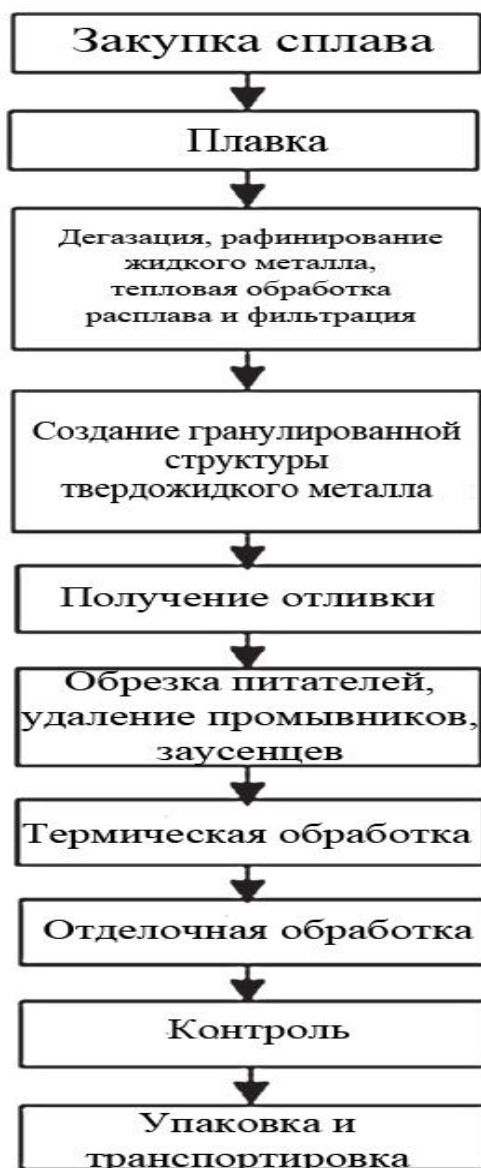 Закупка сплава
Плавка
Дегазация, рафинирование
жидкого металла,
тепловая обработка
расплава и фильтрация
Создание гранулированной
структуры
твердожидкого металла
Получение отливки
Обрезка питателей,
удаление промывников,
заусенцев
Термическая обработка
Отделочная обработка
Контроль
Упаковка и
транспортировка